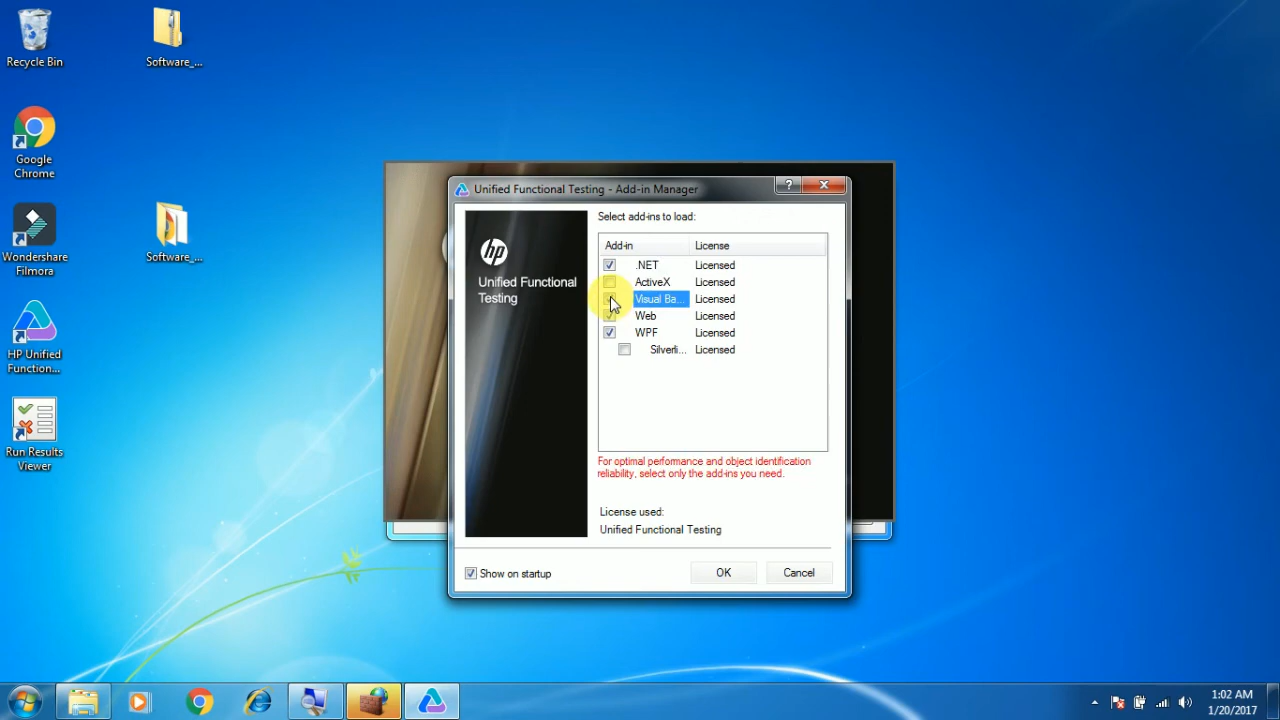 Recycle Bin
Software_...
Google
Chrome
Wondershare
Filmora
Software_...
HP Unified
Function...
Run Results
Viewer
Unified Functional Testing - Add-in Manager
?
hp
Unified Functional
Testing
Select add-ins to load:
Add-in License
.NET Licensed
ActiveX Licensed
Visual Ba... Licensed
Web Licensed
WPF Licensed
Silverli... Licensed
For optimal performance and object identification
reliability, select only the add-ins you need.
License used:
Unified Functional Testing
Show on startup
OK
Cancel
1:02 AM
1/20/2017